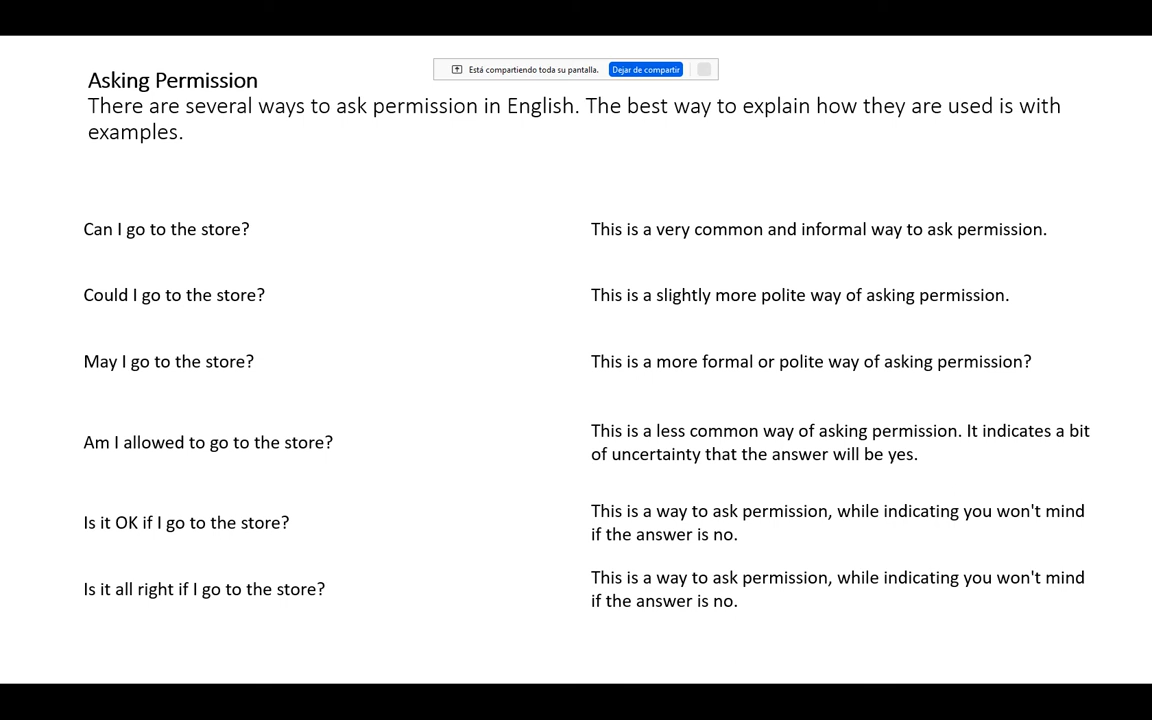 Asking Permission
Está compartiendo toda su pantalla. Dejar de compartir
There are several ways to ask permission in English. The best way to explain how they are used is with
examples.
Can I go to the store?
This is a very common and informal way to ask permission.
Could I go to the store?
This is a slightly more polite way of asking permission.
May I go to the store?
This is a more formal or polite way of asking permission?
Am I allowed to go to the store?
This is a less common way of asking permission. It indicates a bit
of uncertainty that the answer will be yes.
Is it OK if I go to the store?
This is a way to ask permission, while indicating you won't mind
if the answer is no.
Is it all right if I go to the store?
This is a way to ask permission, while indicating you won't mind
if the answer is no.